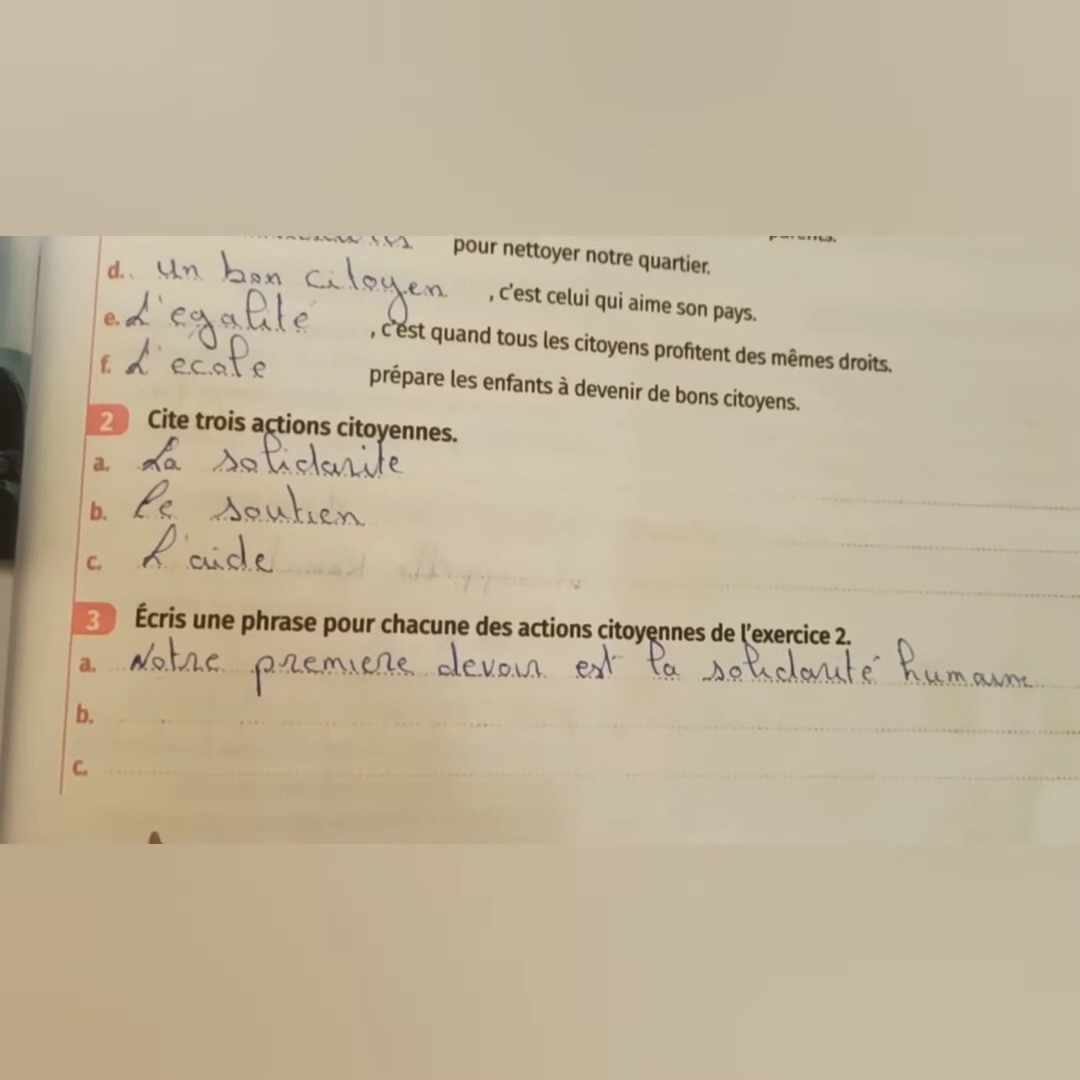 pour nettoyer notre quartier.
d. un bon citoyen , c'est celui qui aime son pays.
e. L'egalité , c'est quand tous les citoyens profitent des mêmes droits.
f. L'ecole prépare les enfants à devenir de bons citoyens.
2 Cite trois actions citoyennes.
a. La solidarite
b. le soutien
c. L'aide
3 Écris une phrase pour chacune des actions citoyennes de l'exercice 2.
a. Notre premiere devoir est la solidarité humaine
b.
c.